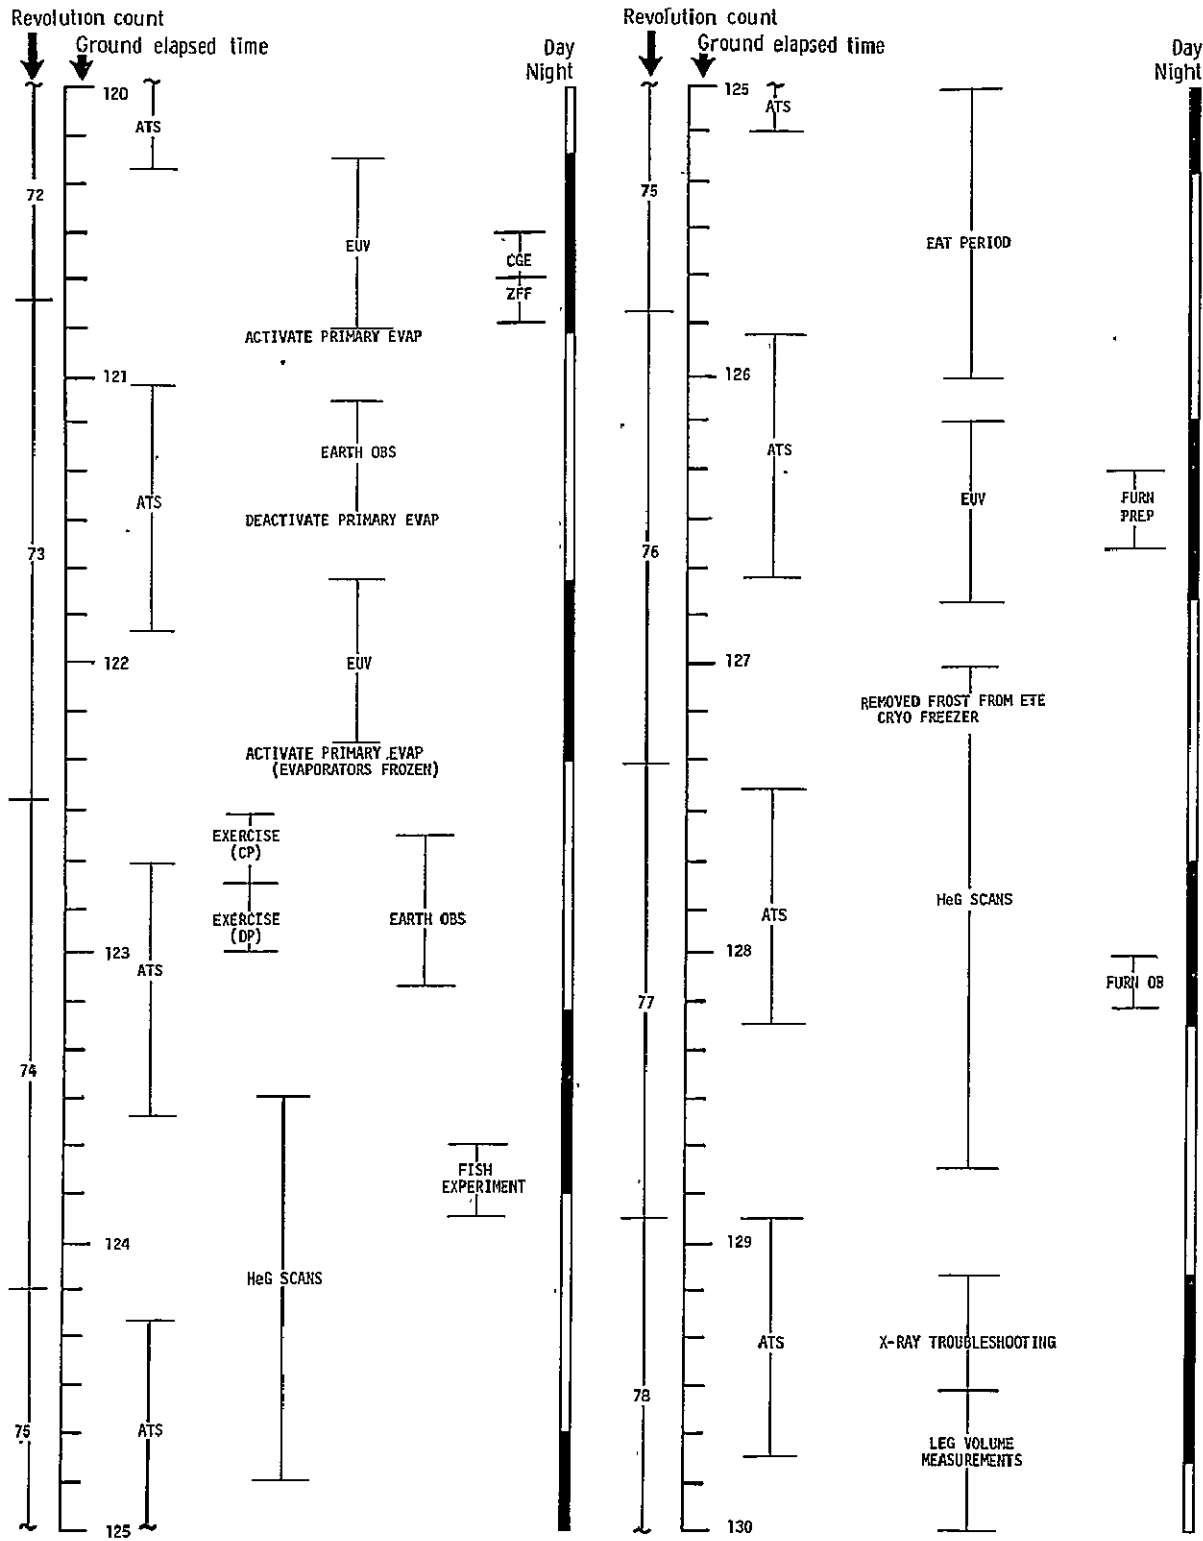 Revolution count
Ground elapsed time
Day
Night
120
ATS
72
EUV
CGE
ZFF
ACTIVATE PRIMARY EVAP
121
EARTH OBS
ATS
DEACTIVATE PRIMARY EVAP
73
122
EUV
ACTIVATE PRIMARY EVAP
(EVAPORATORS FROZEN)
EXERCISE
(CP)
EXERCISE
(DP)
EARTH OBS
123
ATS
74
FISH
EXPERIMENT
124
HeG SCANS
75
ATS
125
Revolution count
Ground elapsed time
Day
Night
125
ATS
75
EAT PERIOD
126
ATS
EUV
FURN
PREP
76
127
REMOVED FROST FROM ETE
CRYO FREEZER
HeG SCANS
ATS
128
FURN OB
77
129
ATS
X-RAY TROUBLESHOOTING
78
LEG VOLUME
MEASUREMENTS
130